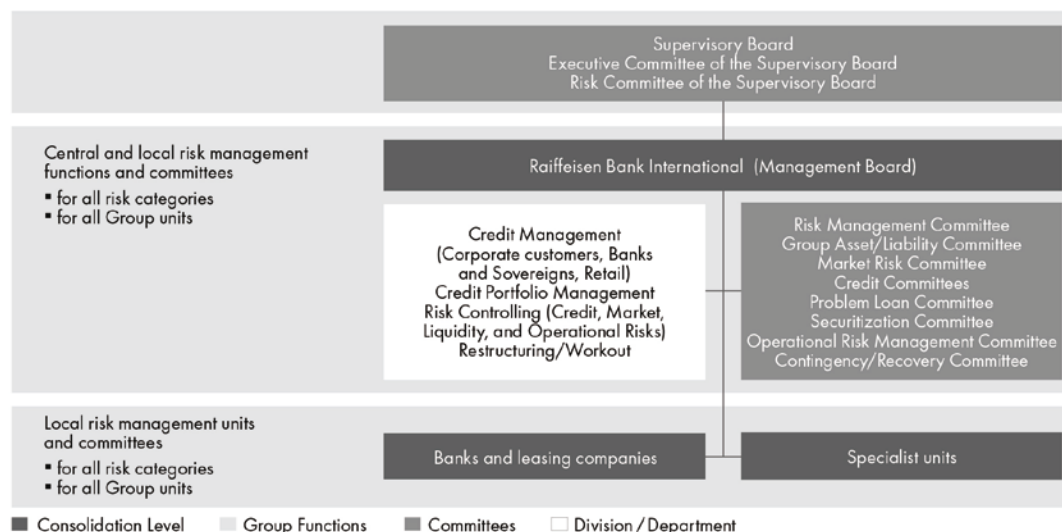 Supervisory Board
Executive Committee of the Supervisory Board
Risk Committee of the Supervisory Board
Central and local risk management
functions and committees
▪ for all risk categories
▪ for all Group units
Raiffeisen Bank International (Management Board)
Credit Management
(Corporate customers, Banks
and Sovereigns, Retail)
Credit Portfolio Management
Risk Controlling (Credit, Market,
Liquidity, and Operational Risks)
Restructuring/Workout
Risk Management Committee
Group Asset/Liability Committee
Market Risk Committee
Credit Committees
Problem Loan Committee
Securitization Committee
Operational Risk Management Committee
Contingency/Recovery Committee
Local risk management units
and committees
▪ for all risk categories
▪ for all Group units
Banks and leasing companies
Specialist units
Consolidation Level
Group Functions
Committees
Division/Department